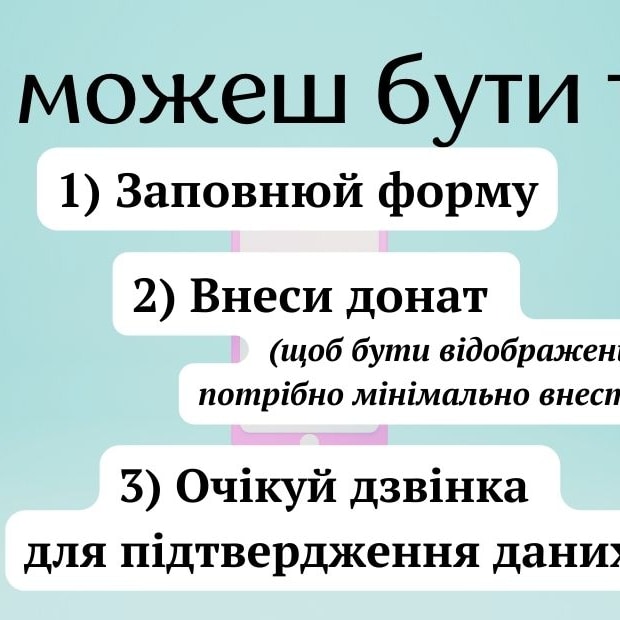 можеш бути
1) Заповнюй форму
2) Внеси донат
(щоб бути
потрібно мінімально
3) Очікуй дзвінка
для підтвердження